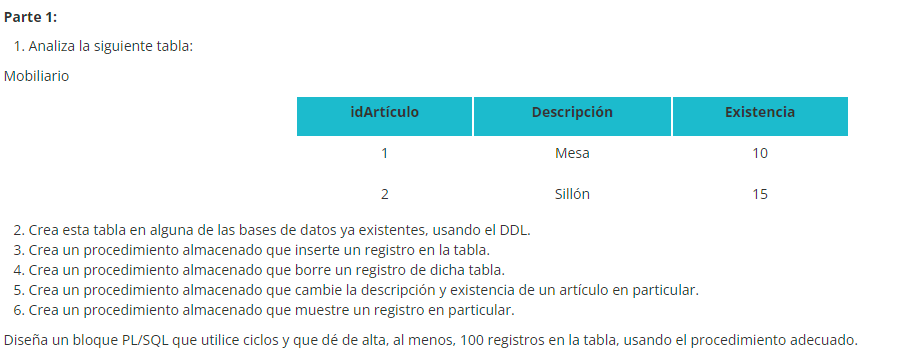 Parte 1:
1. Analiza la siguiente tabla:
Mobiliario
idArtículo Descripción Existencia
1 Mesa 10
2 Sillón 15
2. Crea esta tabla en alguna de las bases de datos ya existentes, usando el DDL.
3. Crea un procedimiento almacenado que inserte un registro en la tabla.
4. Crea un procedimiento almacenado que borre un registro de dicha tabla.
5. Crea un procedimiento almacenado que cambie la descripción y existencia de un artículo en particular.
6. Crea un procedimiento almacenado que muestre un registro en particular.
Diseña un bloque PL/SQL que utilice ciclos y que dé de alta, al menos, 100 registros en la tabla, usando el procedimiento adecuado.